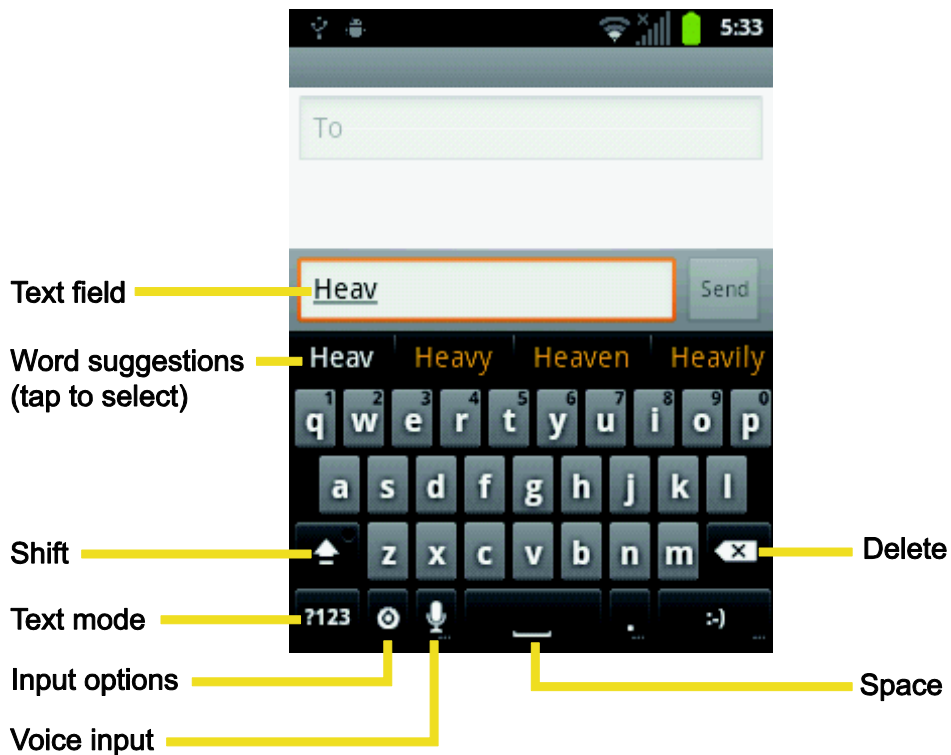 5:33
To
Text field
Heav
Send
Word suggestions
(tap to select)
Heav Heavy Heaven Heavily
1 2 3 4 5 6 7 8 9 0
q w e r t y u i o p
a s d f g h j k l
Shift
z x c v b n m
Delete
Text mode
?123 . :-)
Input options
Space
Voice input